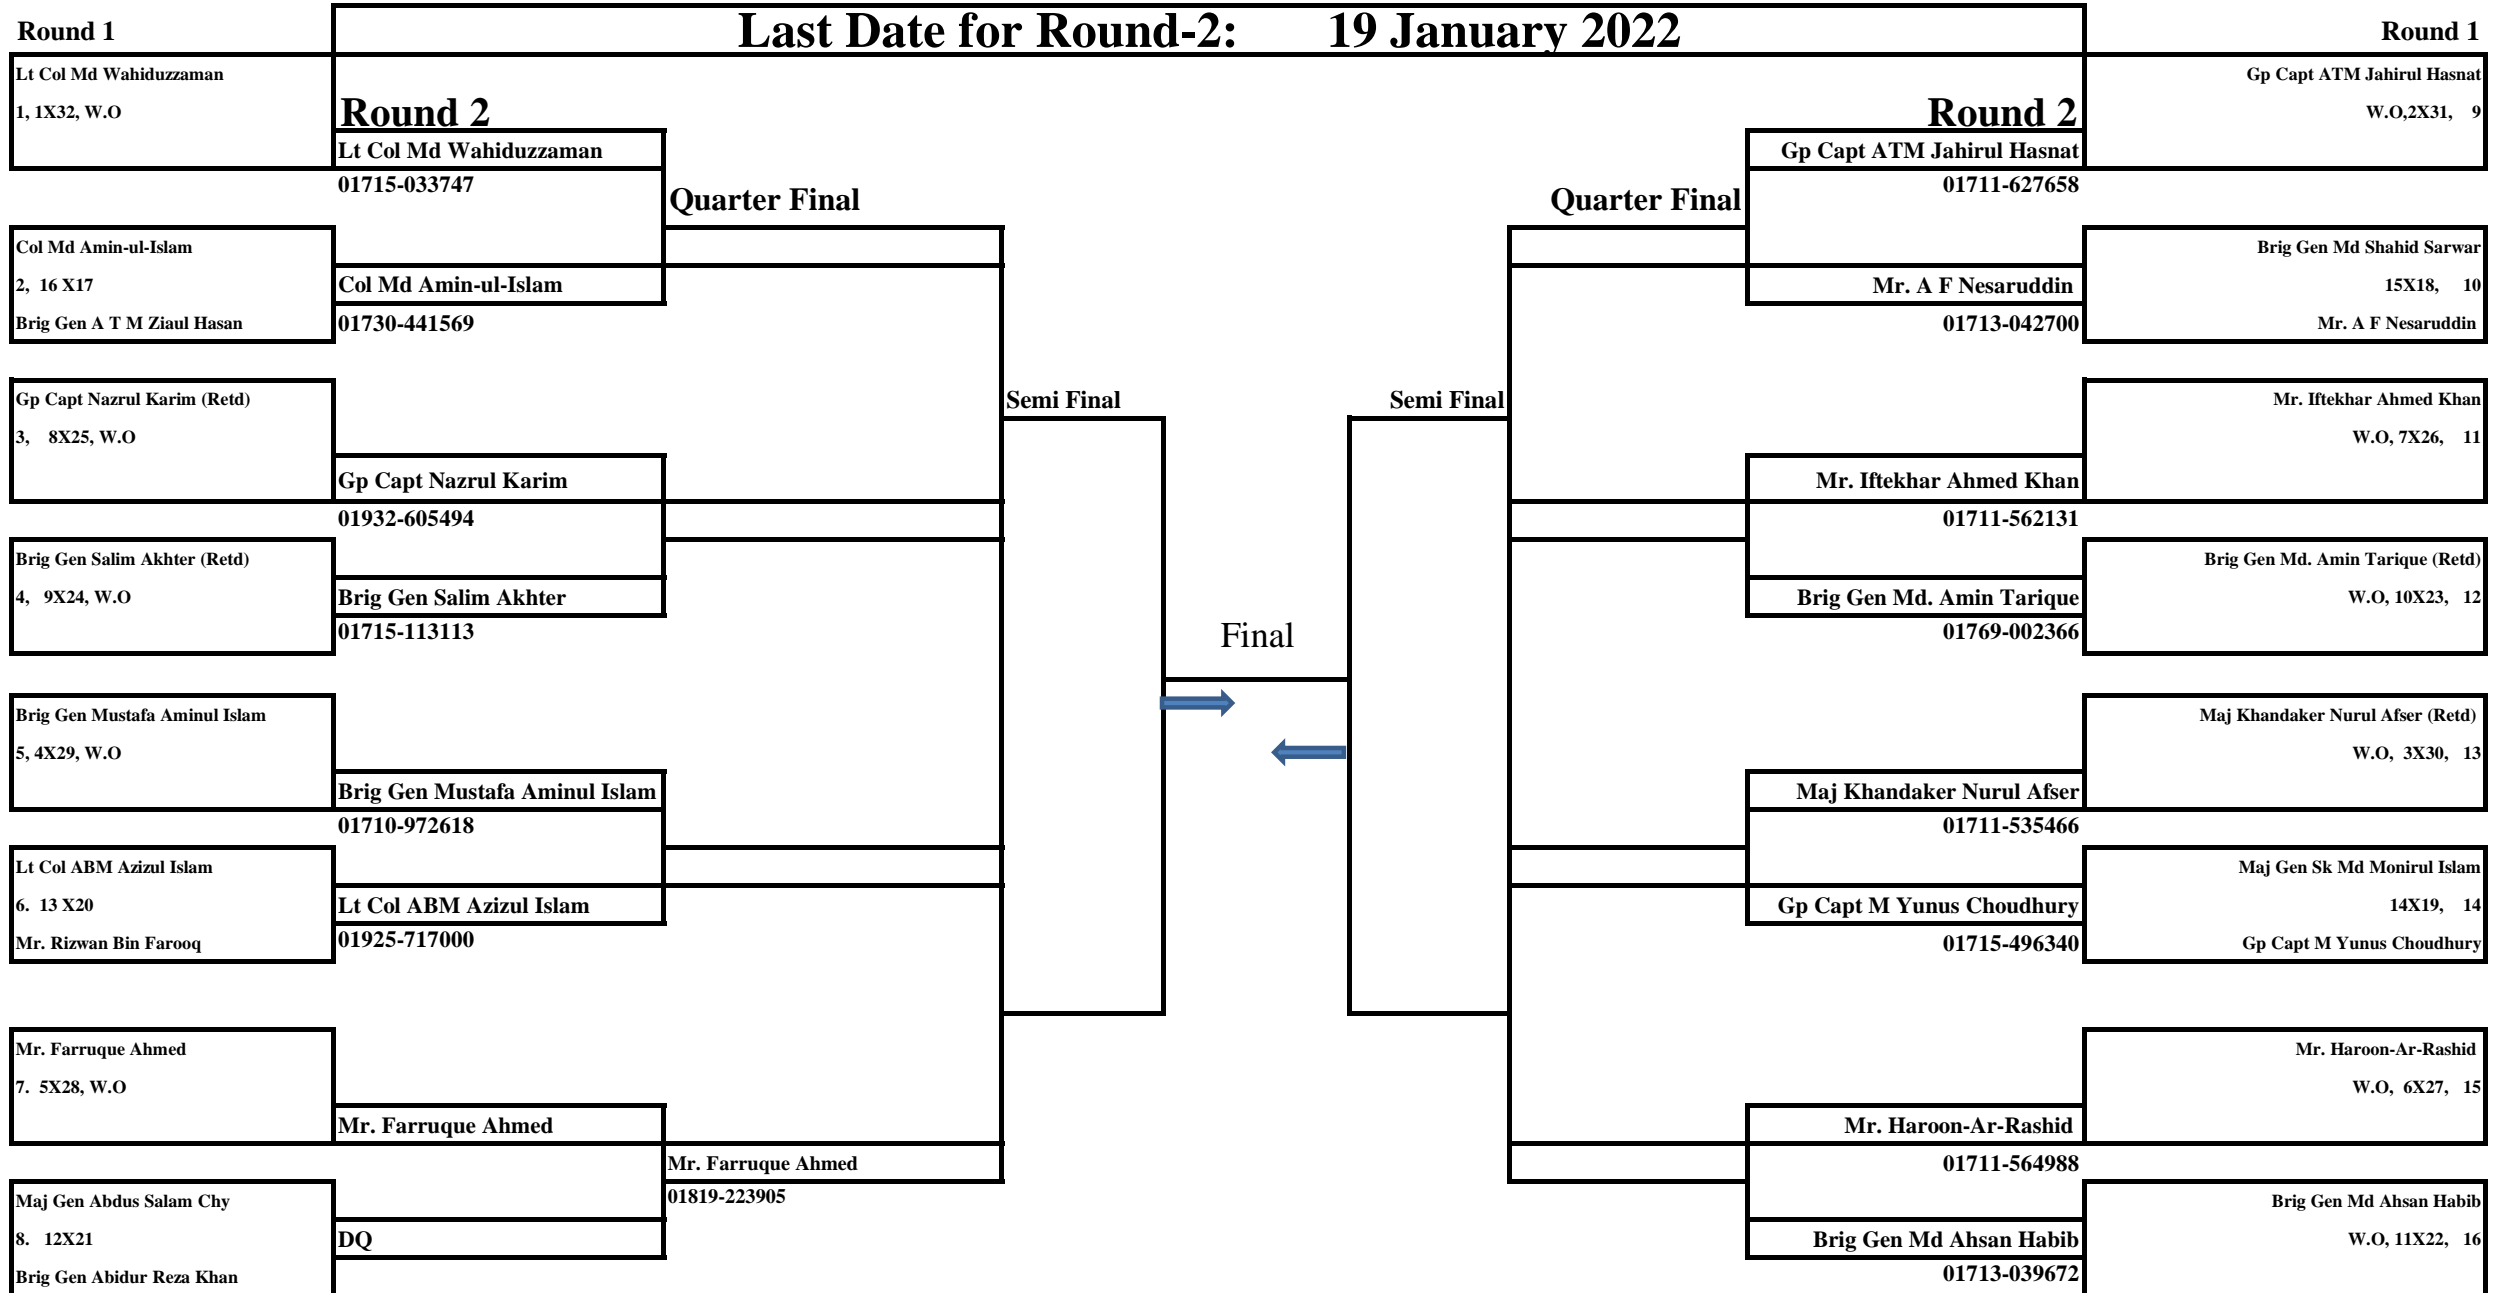 Last Date for Round-2: 19 January 2022
Round 1
Lt Col Md Wahiduzzaman
1, 1X32, W.O
Col Md Amin-ul-Islam
2, 16 X17
Brig Gen A T M Ziaul Hasan
Gp Capt Nazrul Karim (Retd)
3, 8X25, W.O
Brig Gen Salim Akhter (Retd)
4, 9X24, W.O
Brig Gen Mustafa Aminul Islam
5, 4X29, W.O
Lt Col ABM Azizul Islam
6. 13 X20
Mr. Rizwan Bin Farooq
Mr. Farruque Ahmed
7. 5X28, W.O
Maj Gen Abdus Salam Chy
8. 12X21
Brig Gen Abidur Reza Khan
Round 2
Lt Col Md Wahiduzzaman
01715-033747
Col Md Amin-ul-Islam
01730-441569
Gp Capt Nazrul Karim
01932-605494
Brig Gen Salim Akhter
01715-113113
Brig Gen Mustafa Aminul Islam
01710-972618
Lt Col ABM Azizul Islam
01925-717000
Mr. Farruque Ahmed
DQ
Quarter Final
Mr. Farruque Ahmed
01819-223905
Semi Final
Final
Semi Final
Quarter Final
Round 2
Gp Capt ATM Jahirul Hasnat
01711-627658
Mr. A F Nesaruddin
01713-042700
Mr. Iftekhar Ahmed Khan
01711-562131
Brig Gen Md. Amin Tarique
01769-002366
Maj Khandaker Nurul Afser
01711-535466
Gp Capt M Yunus Choudhury
01715-496340
Mr. Haroon-Ar-Rashid
01711-564988
Brig Gen Md Ahsan Habib
01713-039672
Round 1
Gp Capt ATM Jahirul Hasnat
W.O,2X31, 9
Brig Gen Md Shahid Sarwar
15X18, 10
Mr. A F Nesaruddin
Mr. Iftekhar Ahmed Khan
W.O, 7X26, 11
Brig Gen Md. Amin Tarique (Retd)
W.O, 10X23, 12
Maj Khandaker Nurul Afser (Retd)
W.O, 3X30, 13
Maj Gen Sk Md Monirul Islam
14X19, 14
Gp Capt M Yunus Choudhury
Mr. Haroon-Ar-Rashid
W.O, 6X27, 15
Brig Gen Md Ahsan Habib
W.O, 11X22, 16